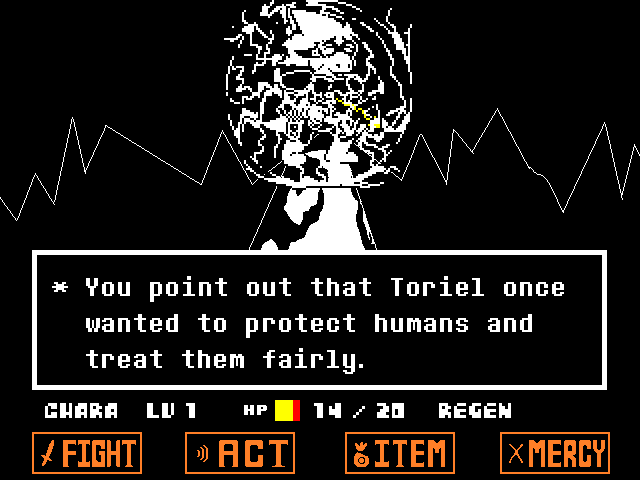 * You point out that Toriel once
wanted to protect humans and
treat them fairly.
CHARA LV 1 HP 14 / 20 REGEN
FIGHT ACT ITEM MERCY